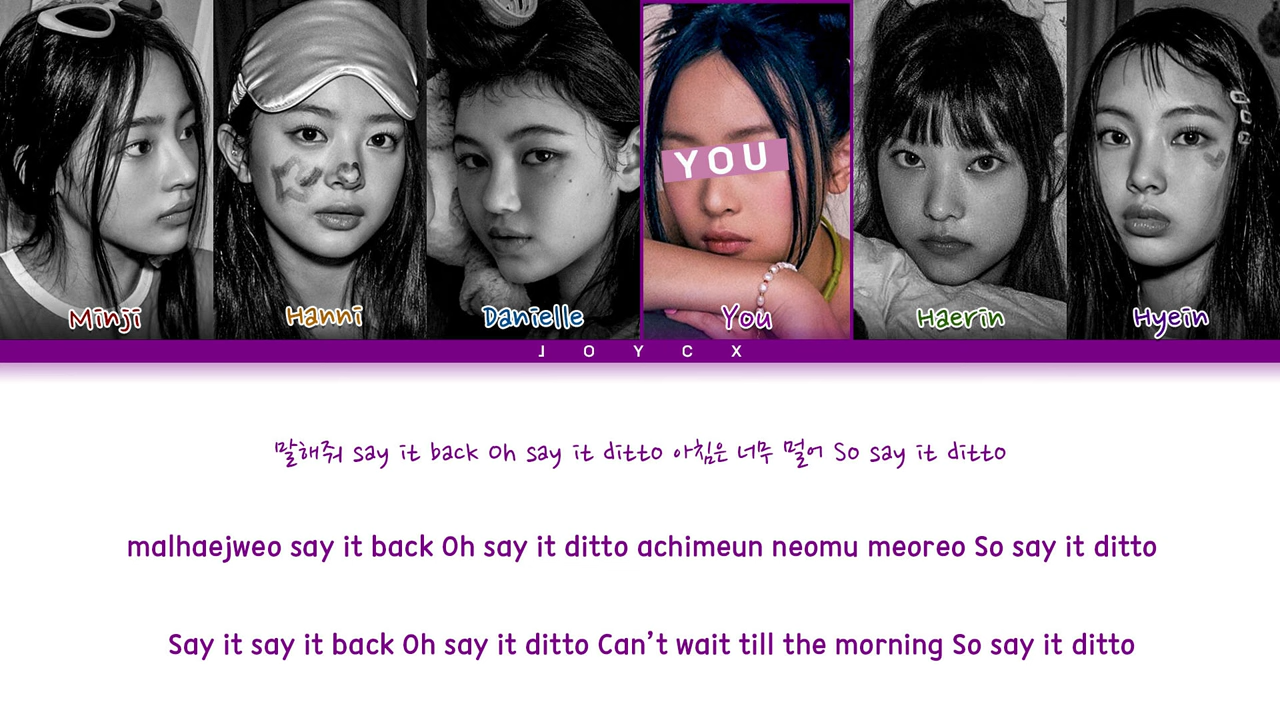 YOU
Minji
Hanni
Danielle
You
Haerin
Hyein
JOYCX
말해줘 say it back Oh say it ditto 아침은 너무 멀어 So say it ditto
malhaejweo say it back Oh say it ditto achimeun neomu meoreo So say it ditto
Say it say it back Oh say it ditto Can't wait till the morning So say it ditto